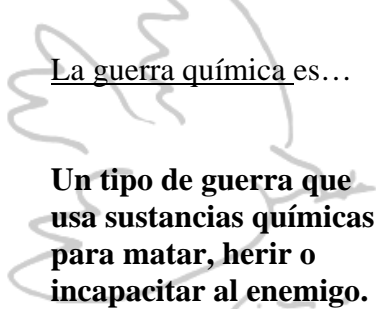 La guerra química es…
Un tipo de guerra que
usa sustancias químicas
para matar, herir o
incapacitar al enemigo.